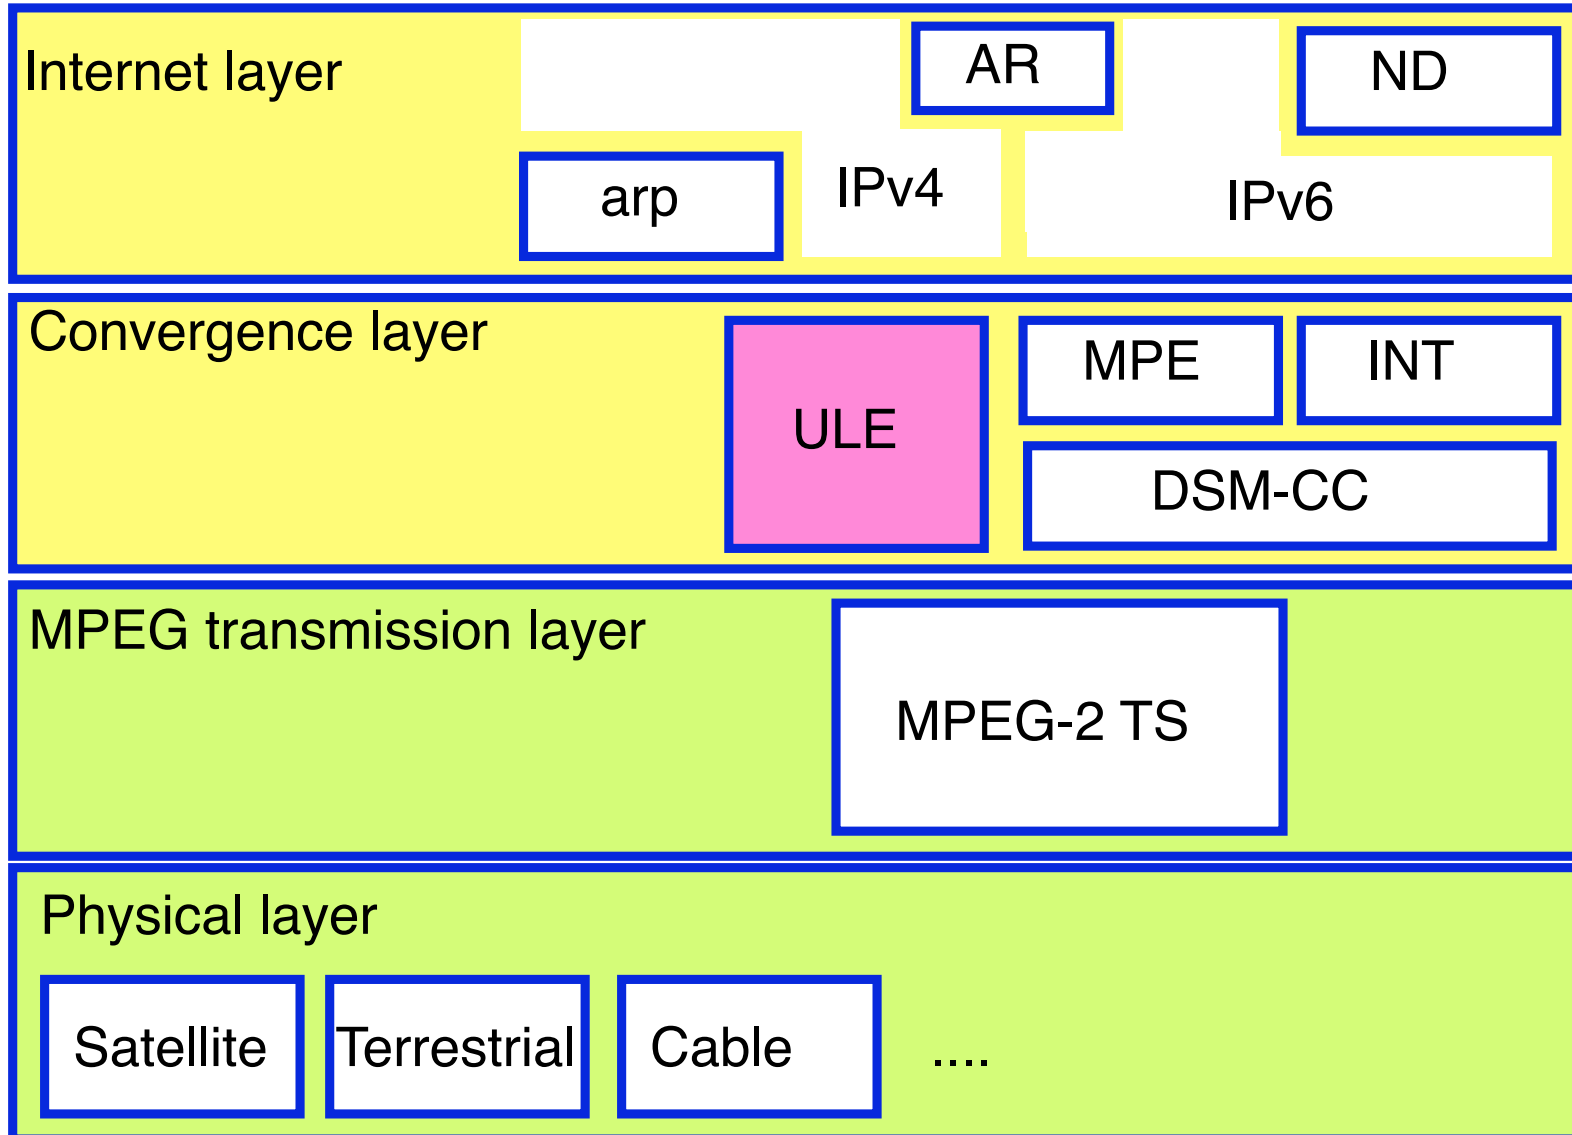 Internet layer
AR
ND
arp
IPv4
IPv6
Convergence layer
ULE
MPE
INT
DSM-CC
MPEG transmission layer
MPEG-2 TS
Physical layer
Satellite
Terrestrial
Cable
....